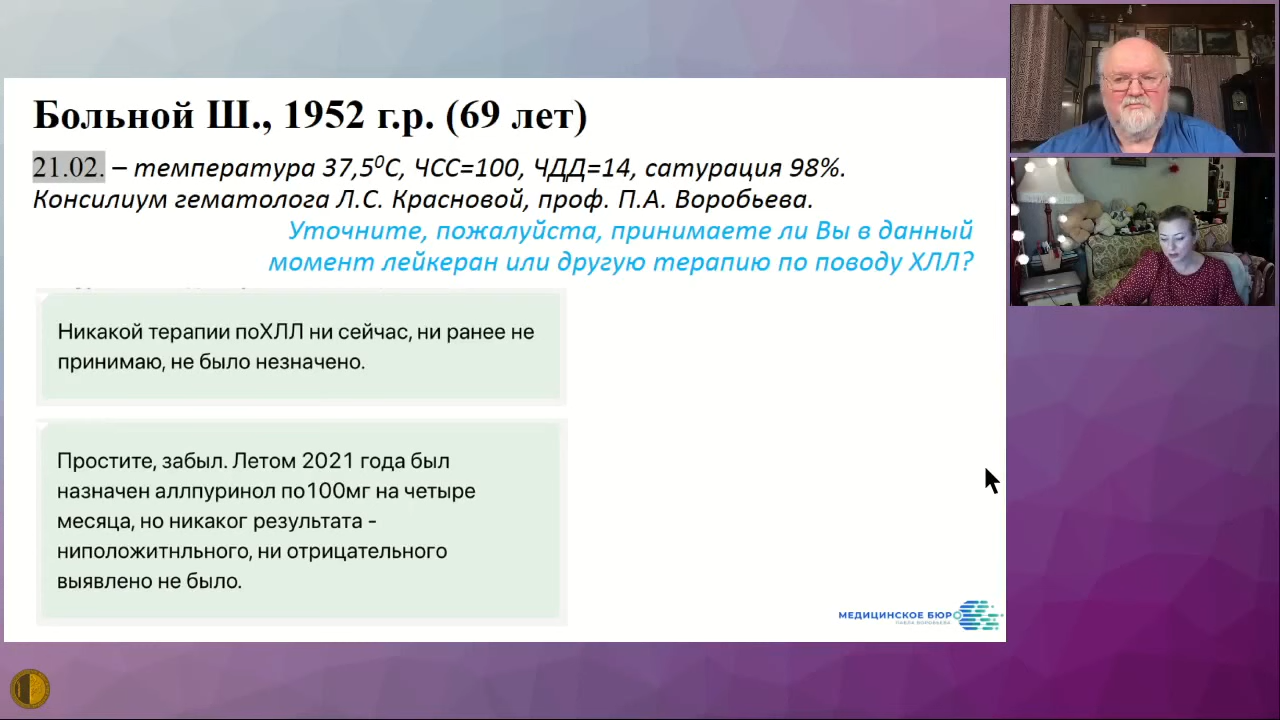 Больной Ш., 1952 г.р. (69 лет)
21.02. – температура 37,5⁰С, ЧСС=100, ЧДД=14, сатурация 98%.
Консилиум гематолога Л.С. Красновой, проф. П.А. Воробьева.
Уточните, пожалуйста, принимаете ли Вы в данный
момент лейкеран или другую терапию по поводу ХЛЛ?
Никакой терапии поХЛЛ ни сейчас, ни ранее не
принимаю, не было незначено.
Простите, забыл. Летом 2021 года был
назначен аллпуринол по100мг на четыре
месяца, но никаког результата -
ниположитнльного, ни отрицательного
выявлено не было.
МЕДИЦИНСКОЕ БЮРО
ПАВЛА ВОРОБЬЕВА